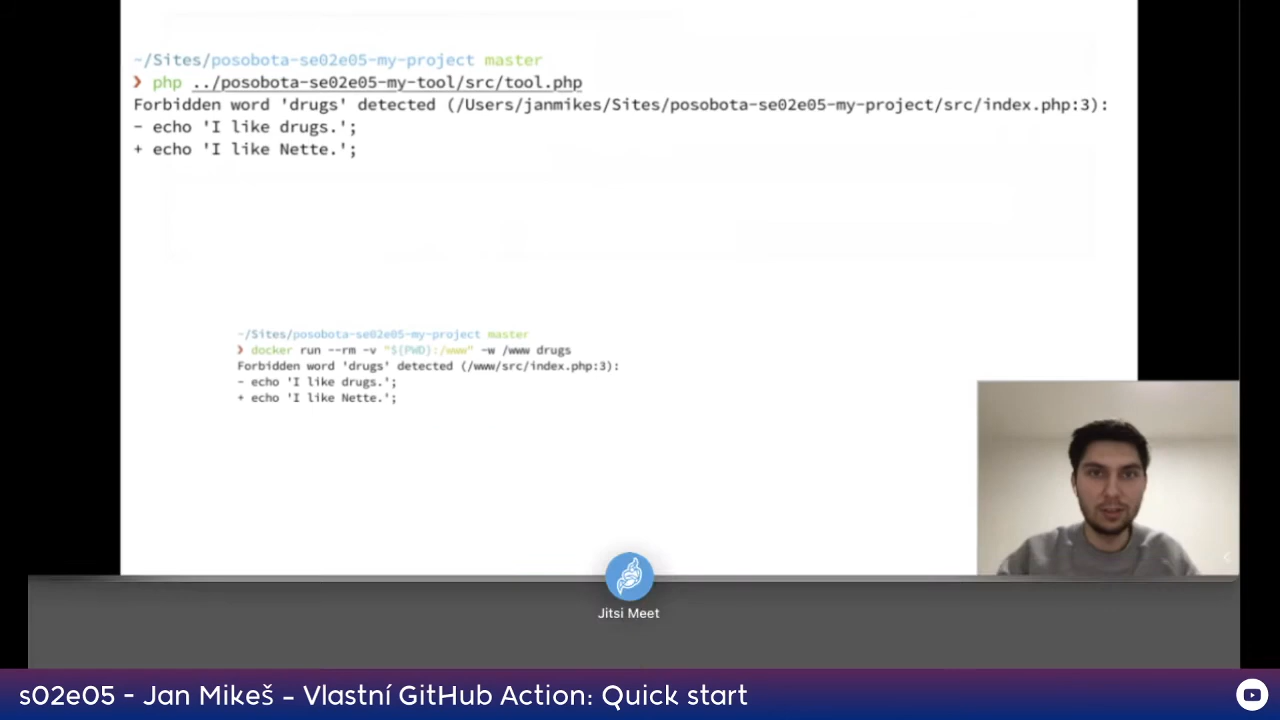 ~/Sites/posobota-se02e05-my-project master
❯ php ../posobota-se02e05-my-tool/src/tool.php
Forbidden word 'drugs' detected (/Users/janmikes/Sites/posobota-se02e05-my-project/src/index.php:3):
- echo 'I like drugs.';
+ echo 'I like Nette.';
~/Sites/posobota-se02e05-my-project master
❯ docker run --rm -v "${PWD}:/www" -w /www drugs
Forbidden word 'drugs' detected (/www/src/index.php:3):
- echo 'I like drugs.';
+ echo 'I like Nette.';
Jitsi Meet
s02e05 - Jan Mikeš – Vlastní GitHub Action: Quick start